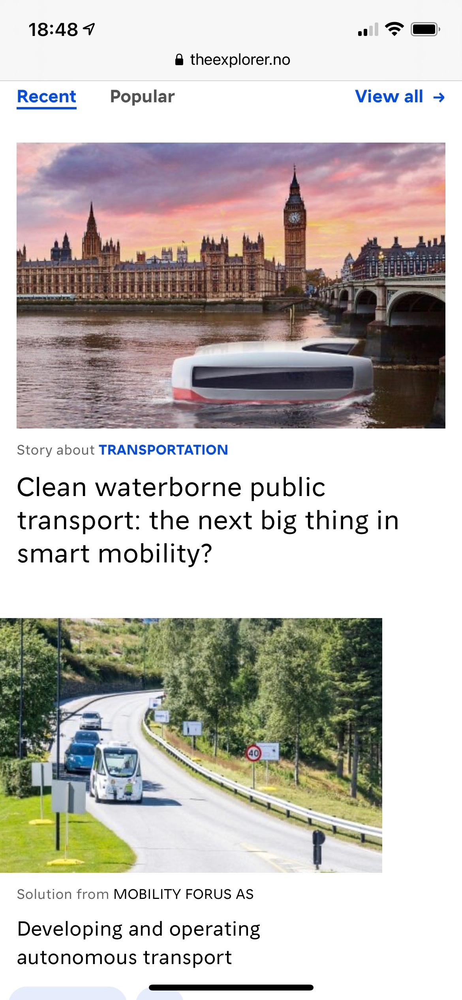 18:48
theexplorer.no
Recent Popular View all →
Story about TRANSPORTATION
Clean waterborne public
transport: the next big thing in
smart mobility?
40
Solution from MOBILITY FORUS AS
Developing and operating
autonomous transport